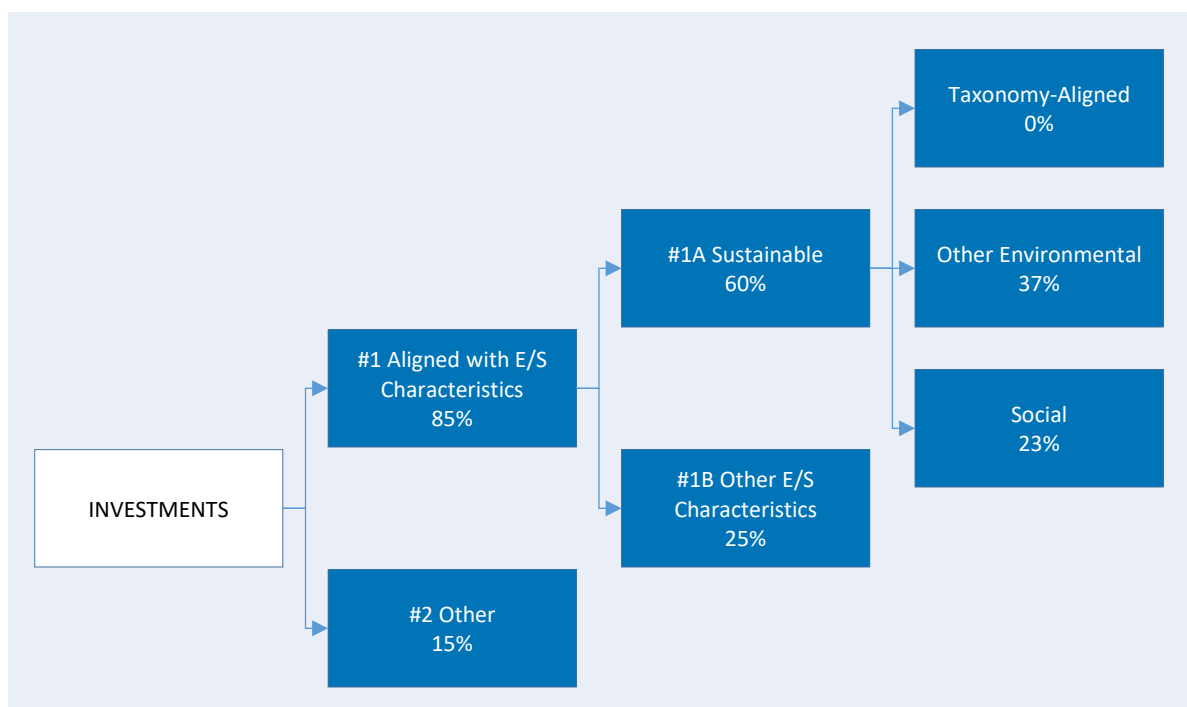 INVESTMENTS
#1 Aligned with E/S
Characteristics
85%
#2 Other
15%
#1A Sustainable
60%
#1B Other E/S
Characteristics
25%
Taxonomy-Aligned
0%
Other Environmental
37%
Social
23%